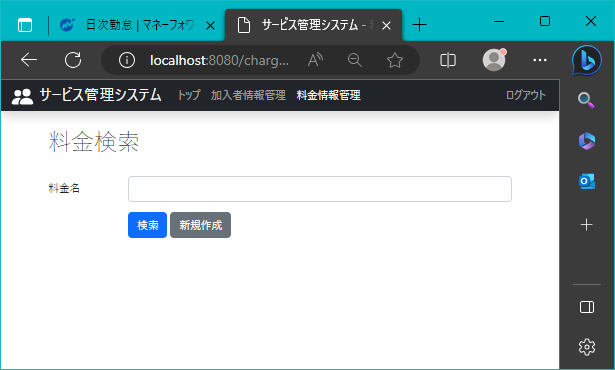 日次勤怠 | マネーフォワー
サービス管理システム -
localhost:8080/charg...
サービス管理システム トップ 加入者情報管理 料金情報管理 ログアウト
料金検索
料金名
検索 新規作成